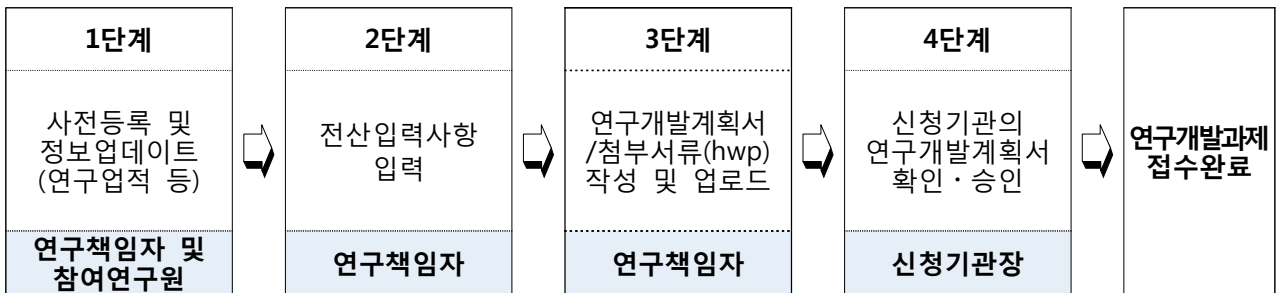 1단계
사전등록 및
정보업데이트
(연구업적 등)
연구책임자 및
참여연구원
2단계
전산입력사항
입력
연구책임자
3단계
연구개발계획서
/첨부서류(hwp)
작성 및 업로드
연구책임자
4단계
신청기관의
연구개발계획서
확인・승인
신청기관장
연구개발과제
접수완료